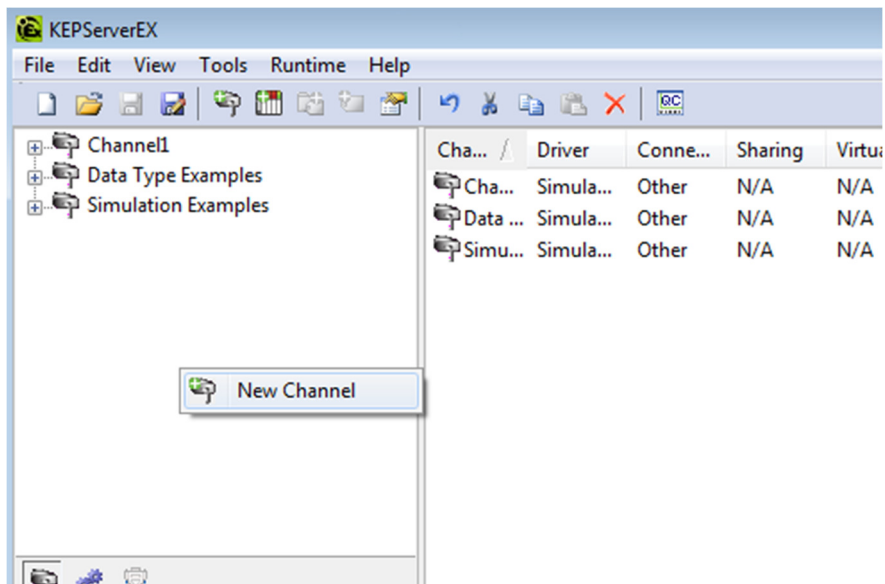 KEPServerEX
File Edit View Tools Runtime Help
QC
Channel1
Data Type Examples
Simulation Examples
Cha... Driver Conne... Sharing Virtua
Cha... Simula... Other N/A N/A
Data ... Simula... Other N/A N/A
Simu... Simula... Other N/A N/A
New Channel